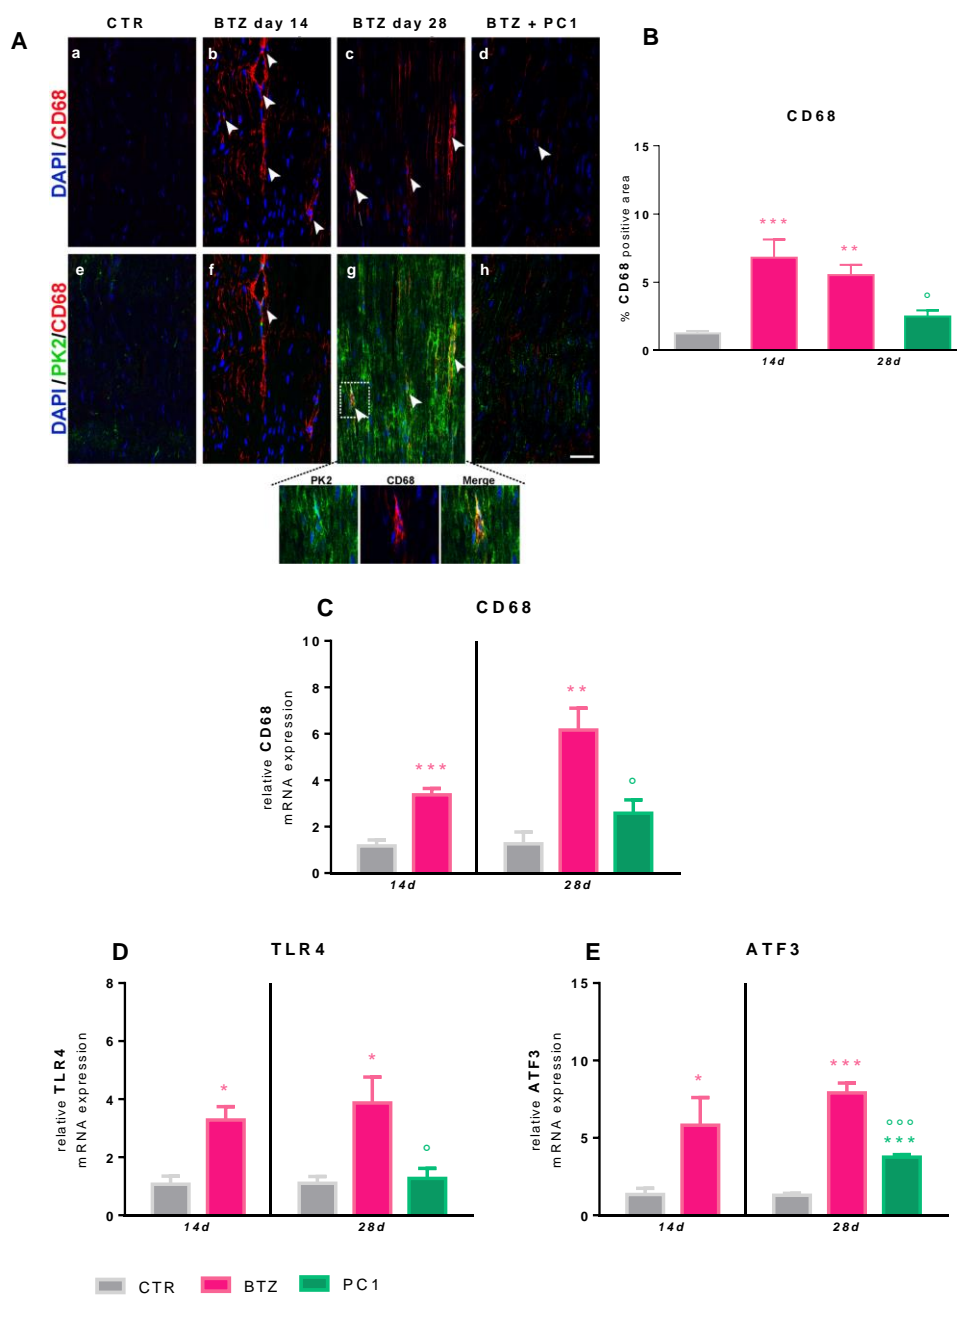 CTR BTZ day 14 BTZ day 28 BTZ + PC1
A
a b c d
DAPI/CD68
e f g h
DAPI/PK2/CD68
PK2 CD68 Merge
B
CD68
% CD68 positive area
15
10
5
0
***
**
°
14d 28d
C
CD68
relative CD68
mRNA expression
10
8
6
4
2
0
***
**
°
14d 28d
D
TLR4
relative TLR4
mRNA expression
8
6
4
2
0
*
*
°
14d 28d
E
ATF3
relative ATF3
mRNA expression
15
10
5
0
*
***
°°°
***
14d 28d
CTR BTZ PC1